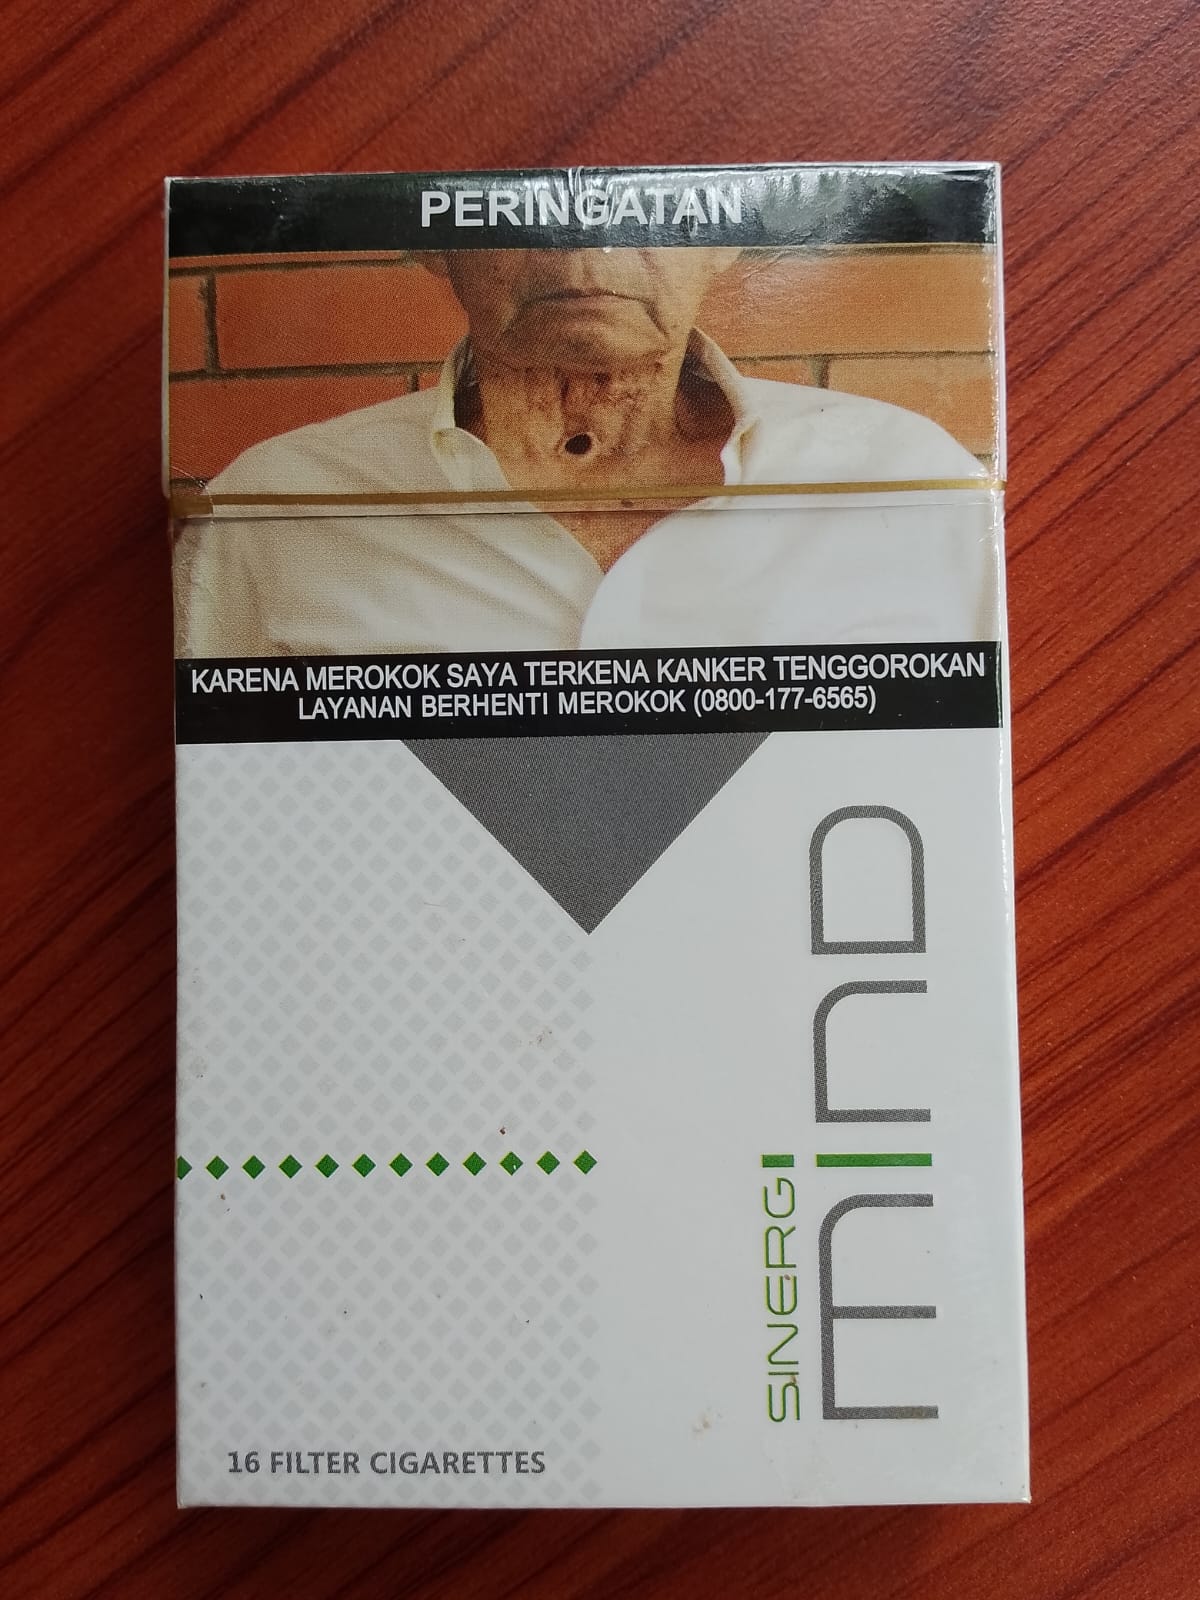 PERINGATAN
KARENA MEROKOK SAYA TERKENA KANKER TENGGOROKAN
LAYANAN BERHENTI MEROKOK (0800-177-6565)
SINERGI
mind
16 FILTER CIGARETTES